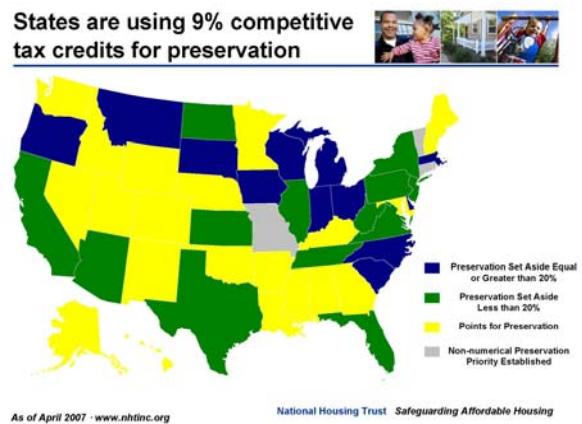 States are using 9% competitive
tax credits for preservation
Preservation Set Aside Equal
or Greater than 20%
Preservation Set Aside
Less than 20%
Points for Preservation
Non-numerical Preservation
Priority Established
As of April 2007 · www.nhtinc.org
National Housing Trust Safeguarding Affordable Housing